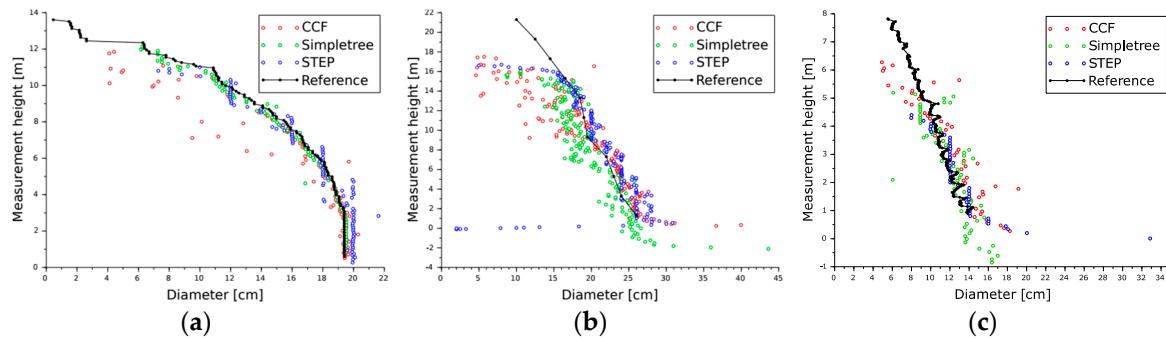 14
12
10
8
6
4
2
0
0 2 4 6 8 10 12 14 16 18 20 22
Measurement height [m]
Diameter [cm]
CCF
Simpletree
STEP
Reference
(a)
22
20
18
16
14
12
10
8
6
4
2
0
-2
-4
0 5 10 15 20 25 30 35 40 45
Measurement height [m]
Diameter [cm]
CCF
Simpletree
STEP
Reference
(b)
8
7
6
5
4
3
2
1
0
-1
0 2 4 6 8 10 12 14 16 18 20 22 24 26 28 30 32 34
Measurement height [m]
Diameter [cm]
CCF
Simpletree
STEP
Reference
(c)